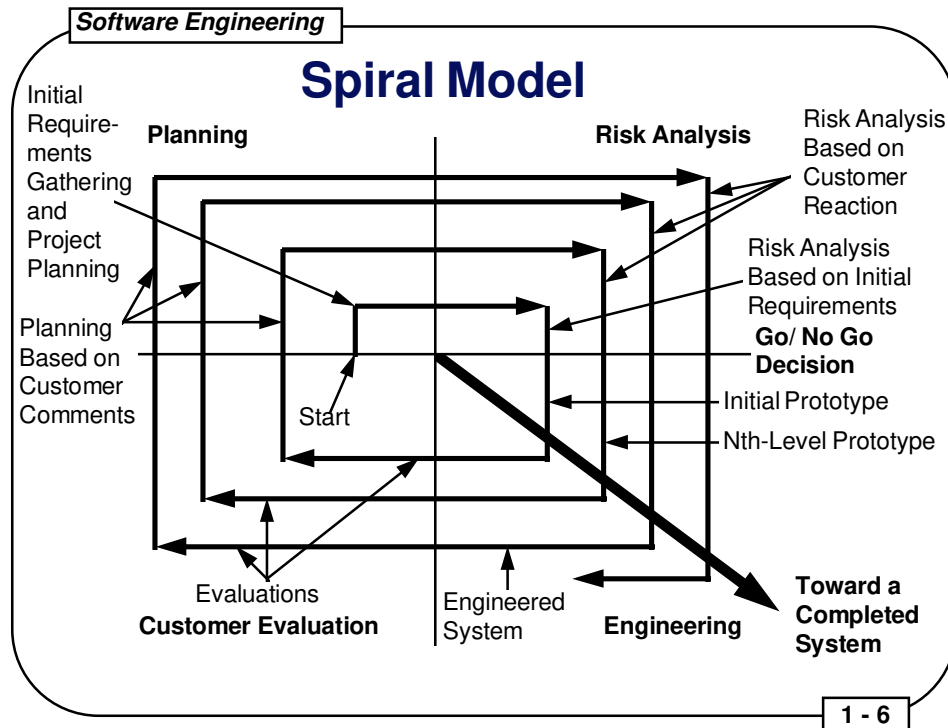 Software Engineering
Spiral Model
Initial
Require-
ments
Gathering
and
Project
Planning
Planning
Risk Analysis
Risk Analysis
Based on
Customer
Reaction
Risk Analysis
Based on Initial
Requirements
Planning
Based on
Customer
Comments
Go/ No Go
Decision
Start
Initial Prototype
Nth-Level Prototype
Evaluations
Customer Evaluation
Engineered
System
Engineering
Toward a
Completed
System
1 - 6